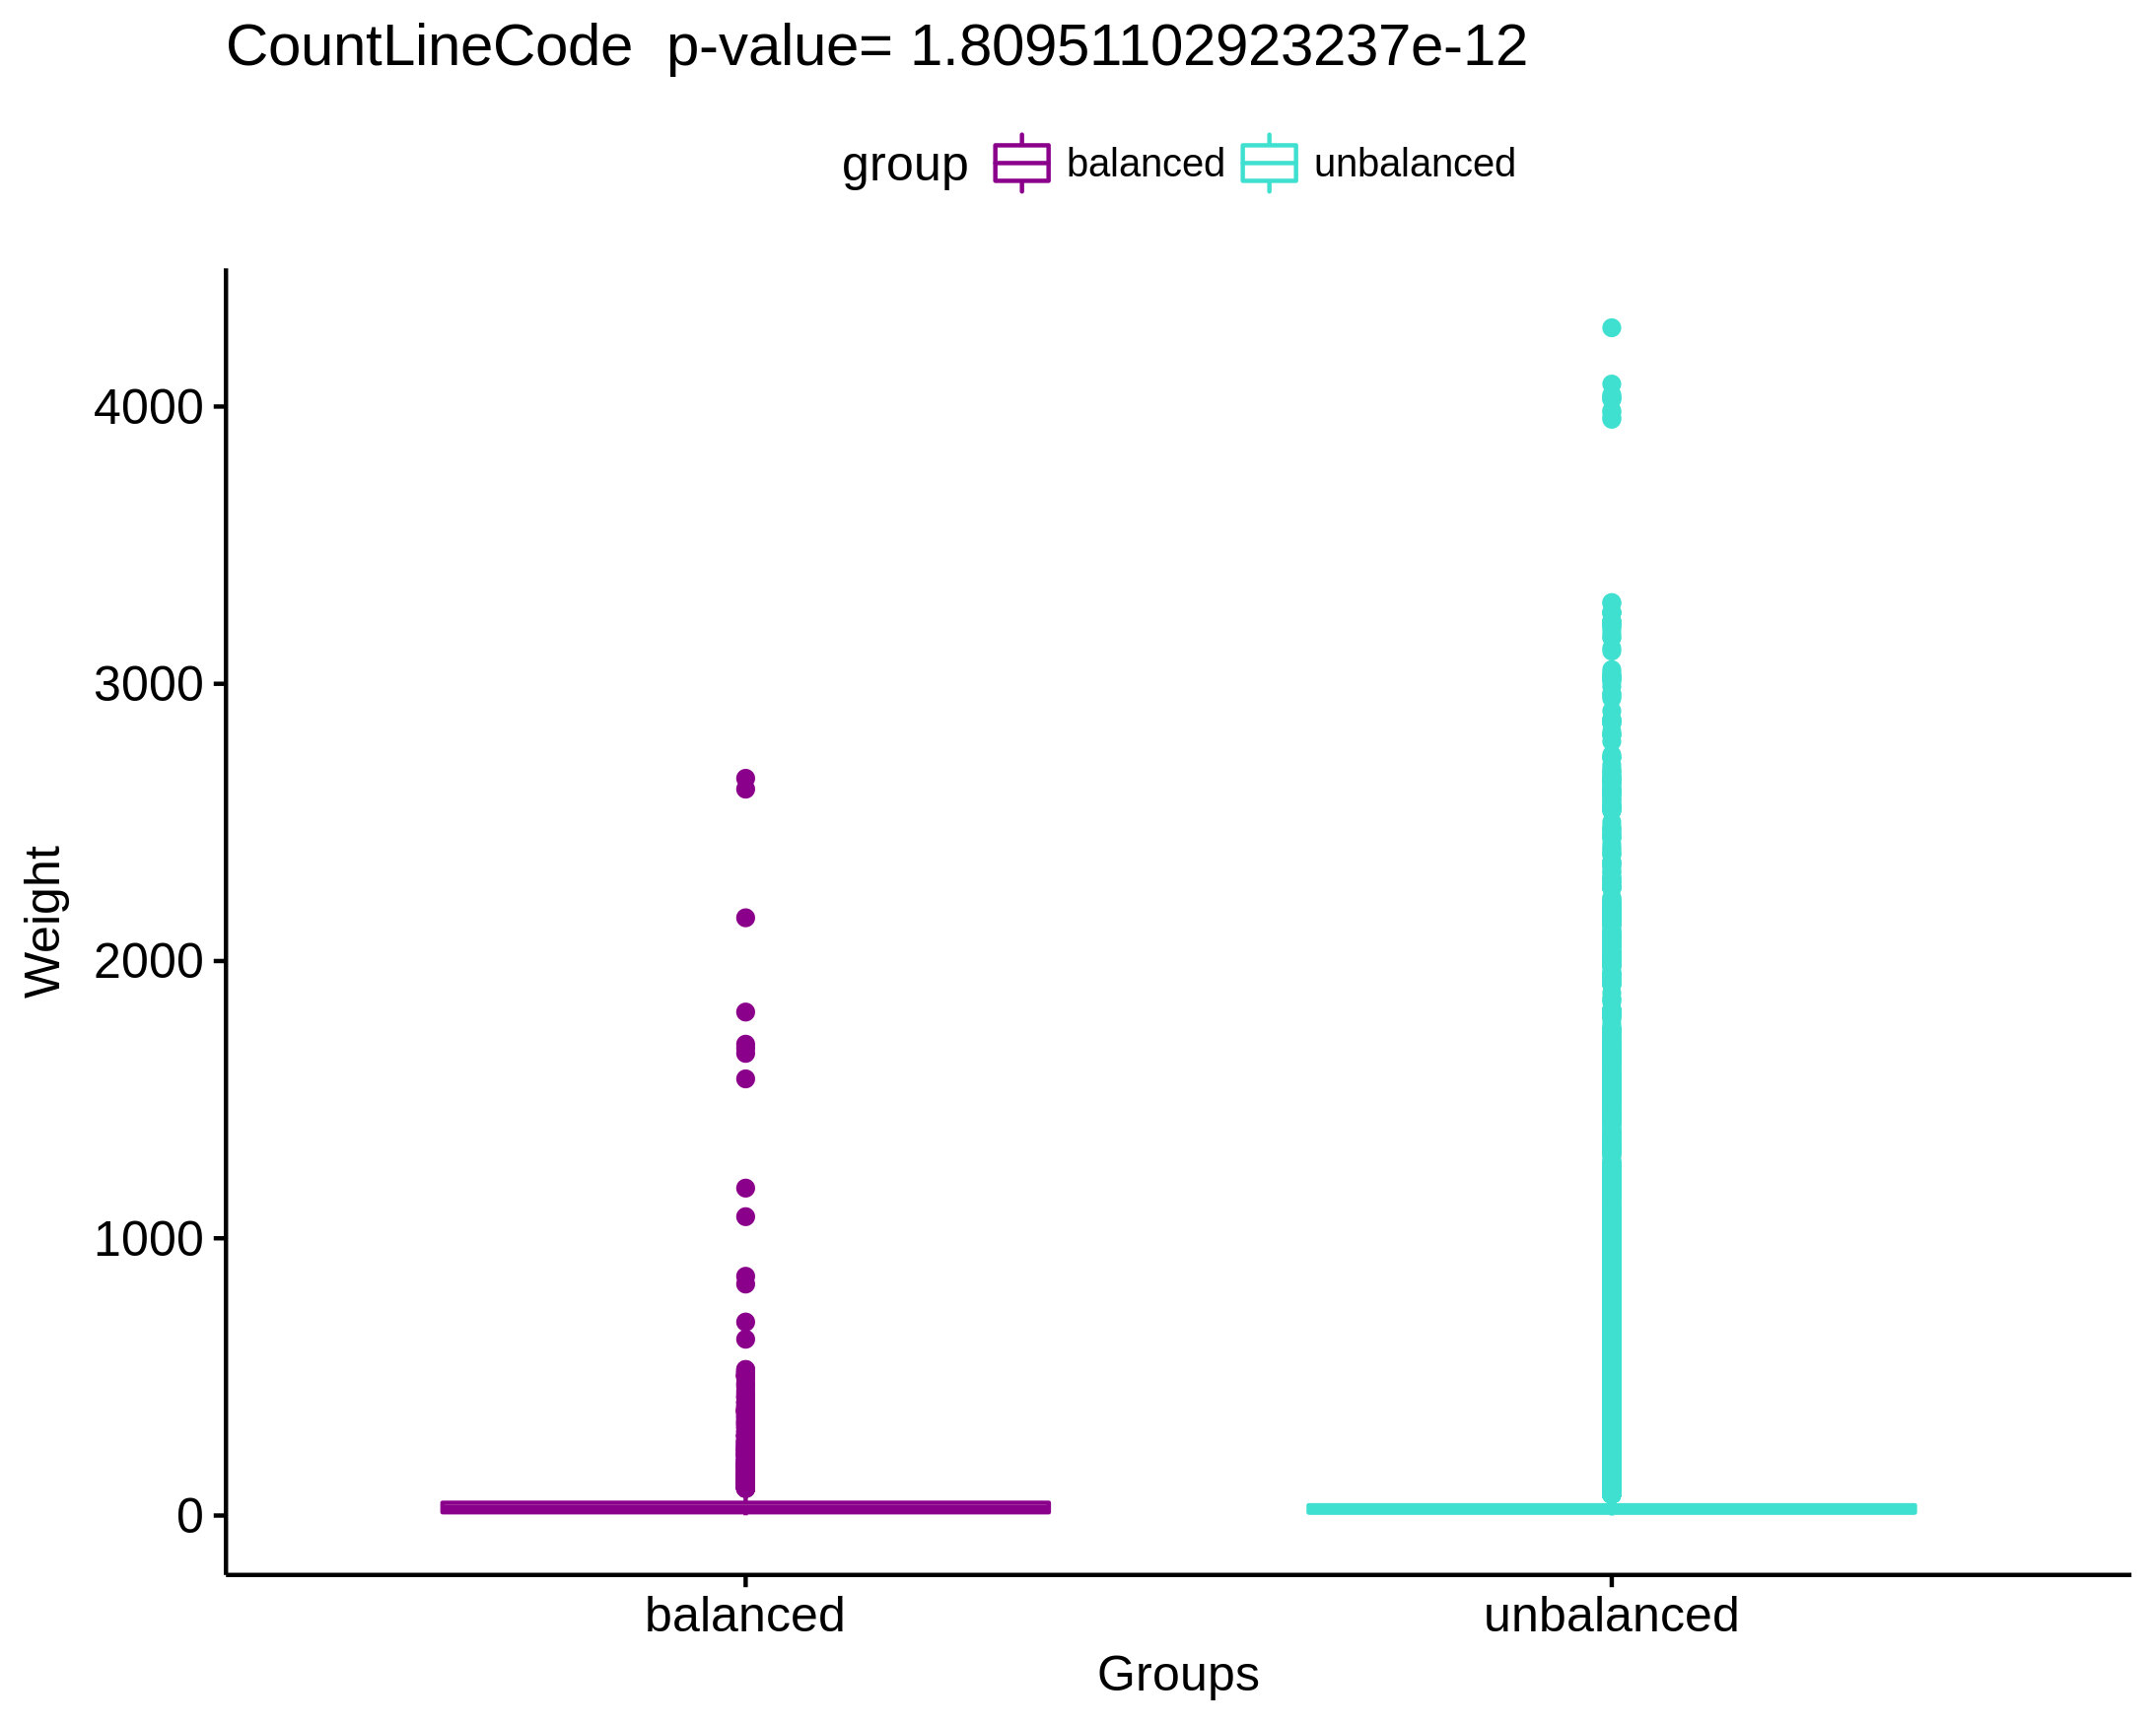 CountLineCode  p-value= 1.80951102923237e-12
group balanced unbalanced
4000
3000
2000
1000
0
Weight
balanced unbalanced
Groups